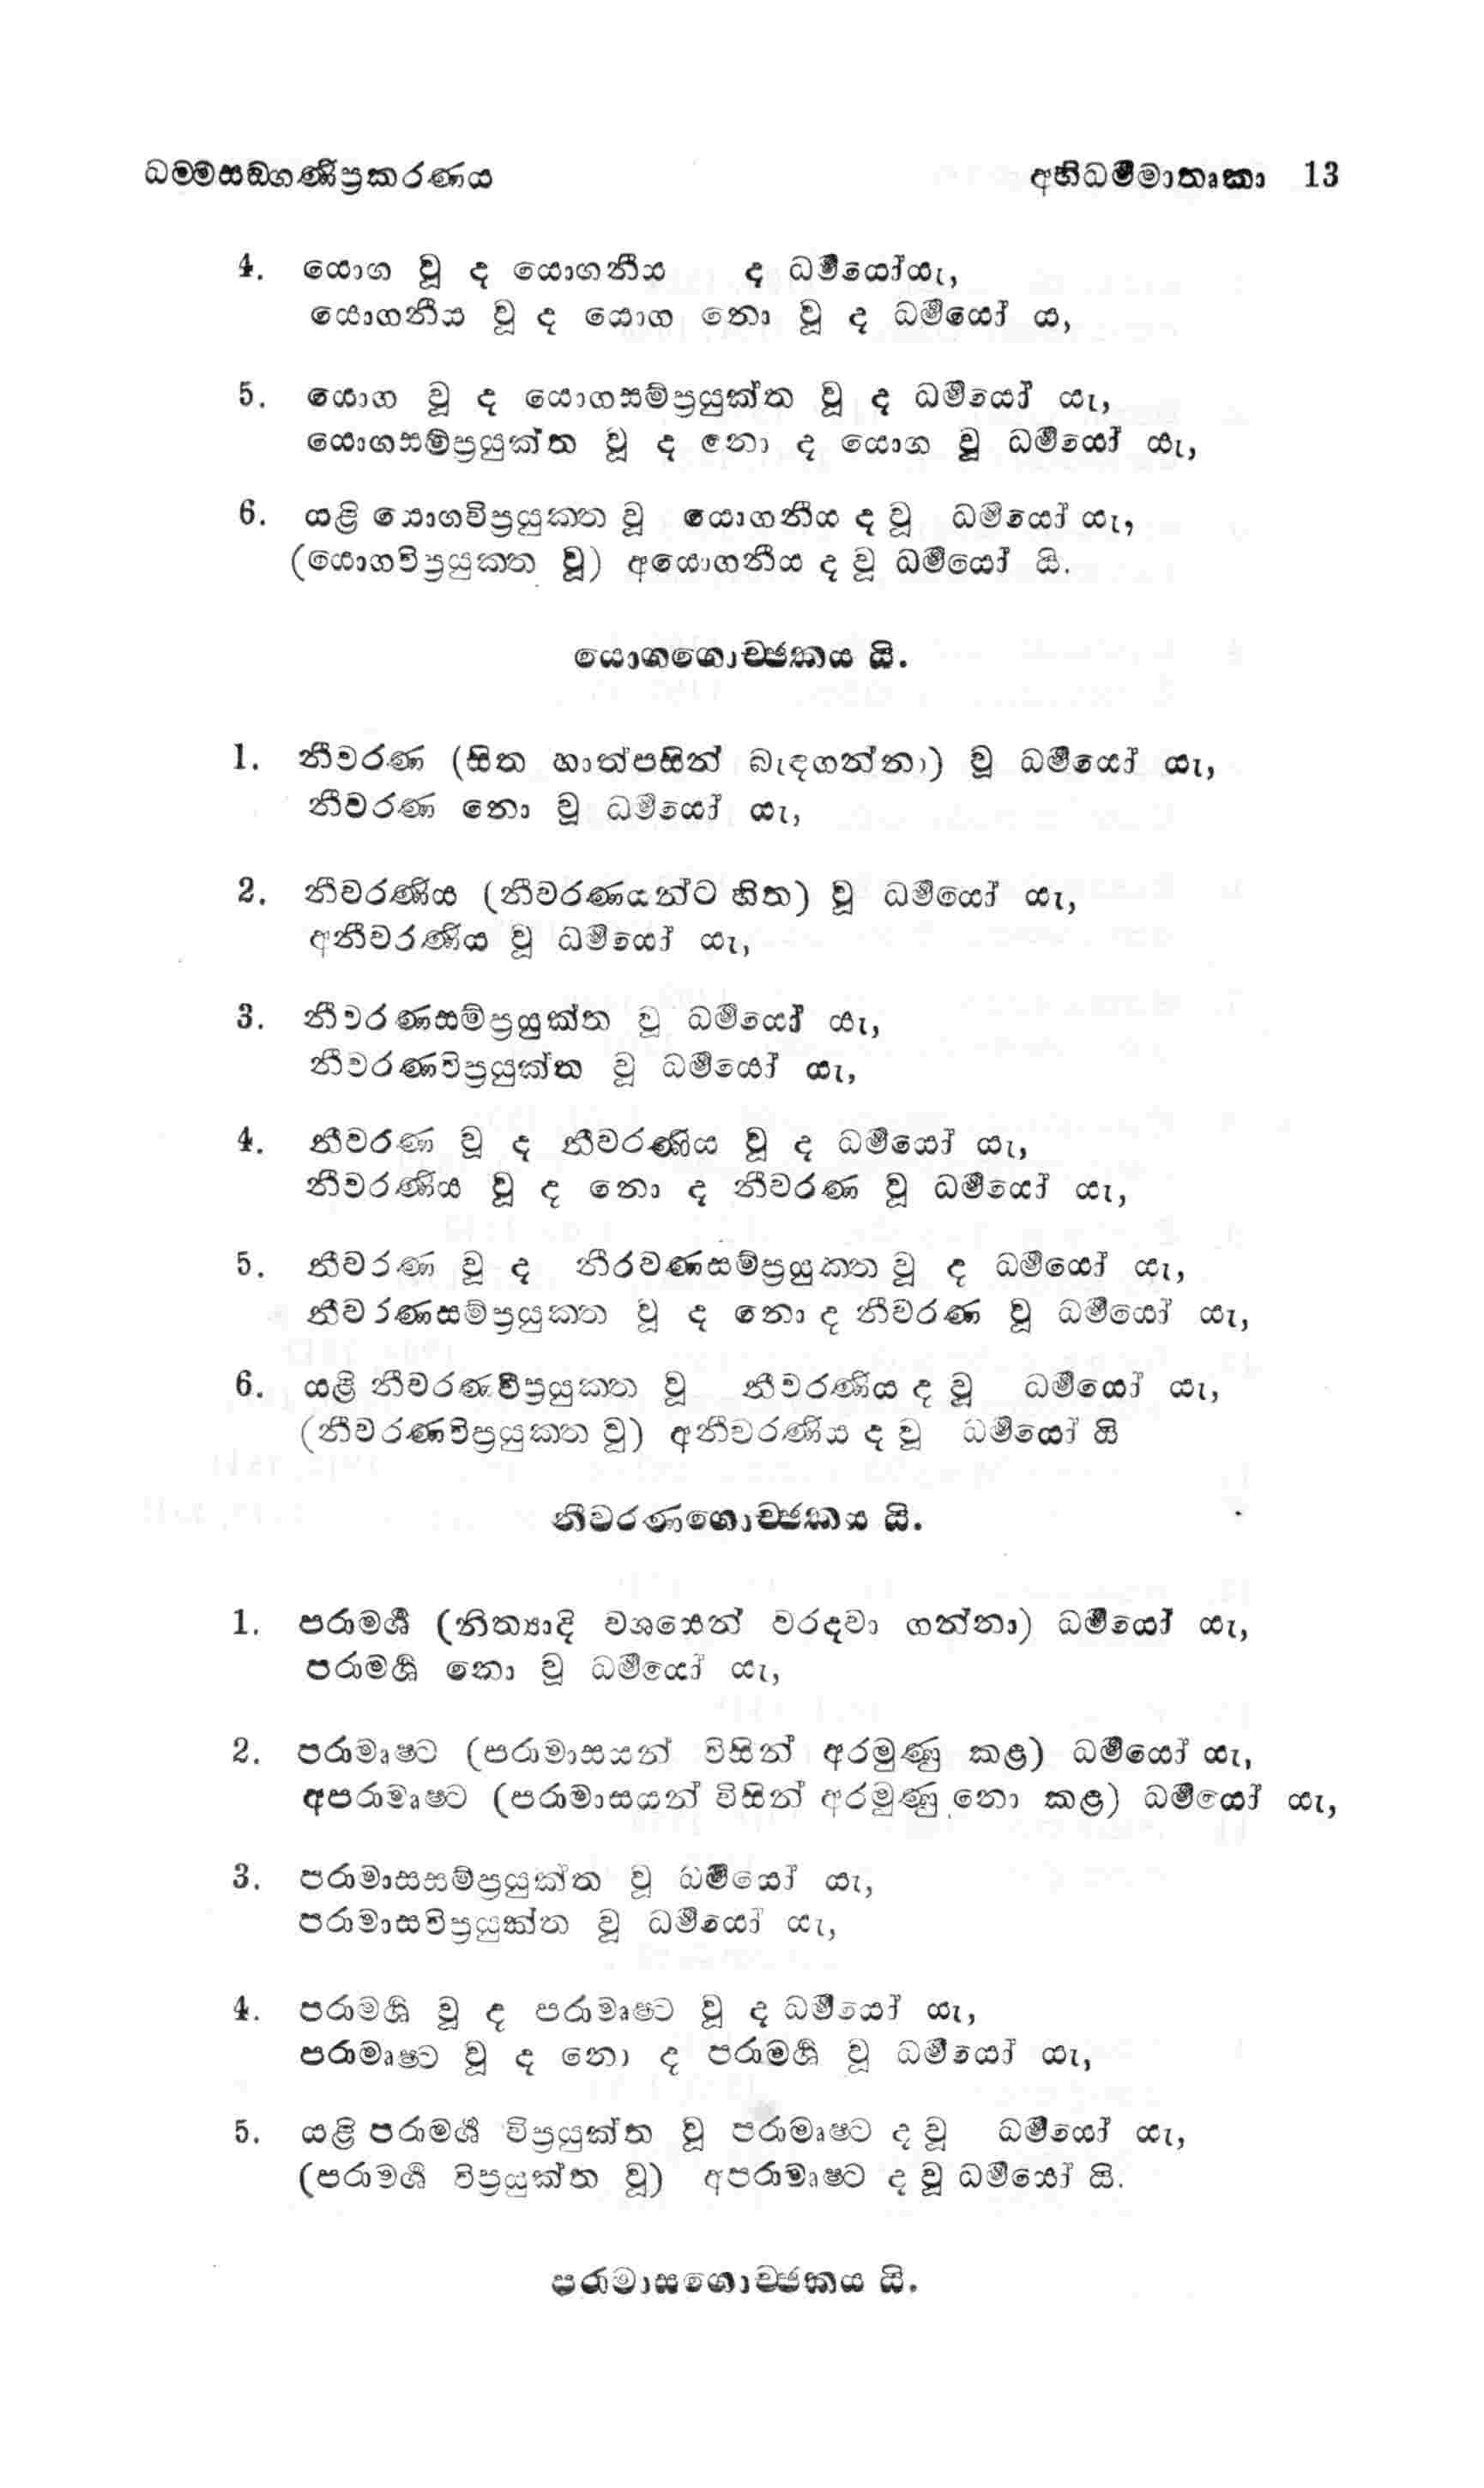 ධම්මසඞ්ගණිප්‍රකරණය අභිධර්මමාතෘකා 13
4. යොග වූ ද යොගනීය ද ධර්මයෝයැ,
යොගනීය වූ ද යොග නො වූ ද ධර්මයෝ ය,
5. යොග වූ ද යොගසම්ප්‍රයුක්ත වූ ද ධර්මයෝ යැ,
යොගසම්ප්‍රයුක්ත වූ ද නො ද යොග වූ ධර්මයෝ යැ,
6. යළි යොගවිප්‍රයුක්ත වූ යොගනීය ද වූ ධර්මයෝ යැ,
(යොගවිප්‍රයුක්ත වූ) අයොගනීය ද වූ ධර්මයෝ යි.
යොගගොච්ඡකය යි.
1. නීවරණ (සිත හාත්පසින් බැඳගන්නා) වූ ධර්මයෝ යැ,
නීවරණ නො වූ ධර්මයෝ යැ,
2. නීවරණිය (නීවරණයන්ට හිත) වූ ධර්මයෝ යැ,
අනීවරණිය වූ ධර්මයෝ යැ,
3. නීවරණසම්ප්‍රයුක්ත වූ ධර්මයෝ යැ,
නීවරණවිප්‍රයුක්ත වූ ධර්මයෝ යැ,
4. නීවරණ වූ ද නීවරණිය වූ ද ධර්මයෝ යැ,
නීවරණිය වූ ද නො ද නීවරණ වූ ධර්මයෝ යැ,
5. නීවරණ වූ ද නීරවණසම්ප්‍රයුක්ත වූ ද ධර්මයෝ යැ,
නීවරණසම්ප්‍රයුක්ත වූ ද නො ද නීවරණ වූ ධර්මයෝ යැ,
6. යළි නීවරණවිප්‍රයුක්ත වූ නීවරණිය ද වූ ධර්මයෝ යැ,
(නීවරණවිප්‍රයුක්ත වූ) අනීවරණිය ද වූ ධර්මයෝ යි
නීවරණගොච්ඡකය යි.
1. පරාමර්ශ (නිත්‍යාදි වශයෙන් වරදවා ගන්නා) ධර්මයෝ යැ,
පරාමර්ශ නො වූ ධර්මයෝ යැ,
2. පරාමෘෂ්ට (පරාමාසයන් විසින් අරමුණු කළ) ධර්මයෝ යැ,
අපරාමෘෂ්ට (පරාමාසයන් විසින් අරමුණු නො කළ) ධර්මයෝ යැ,
3. පරාමාසසම්ප්‍රයුක්ත වූ ධර්මයෝ යැ,
පරාමාසවිප්‍රයුක්ත වූ ධර්මයෝ යැ,
4. පරාමර්ශ වූ ද පරාමෘෂ්ට වූ ද ධර්මයෝ යැ,
පරාමෘෂ්ට වූ ද නො ද පරාමර්ශ වූ ධර්මයෝ යැ,
5. යළි පරාමර්ශ විප්‍රයුක්ත වූ පරාමෘෂ්ට ද වූ ධර්මයෝ යැ,
(පරාමර්ශ විප්‍රයුක්ත වූ) අපරාමෘෂ්ට ද වූ ධර්මයෝ යි.
පරාමාසගොච්ඡකය යි.